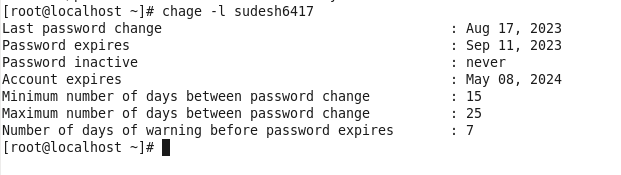 [root@localhost ~]# chage -l sudesh6417
Last password change : Aug 17, 2023
Password expires : Sep 11, 2023
Password inactive : never
Account expires : May 08, 2024
Minimum number of days between password change : 15
Maximum number of days between password change : 25
Number of days of warning before password expires : 7
[root@localhost ~]#